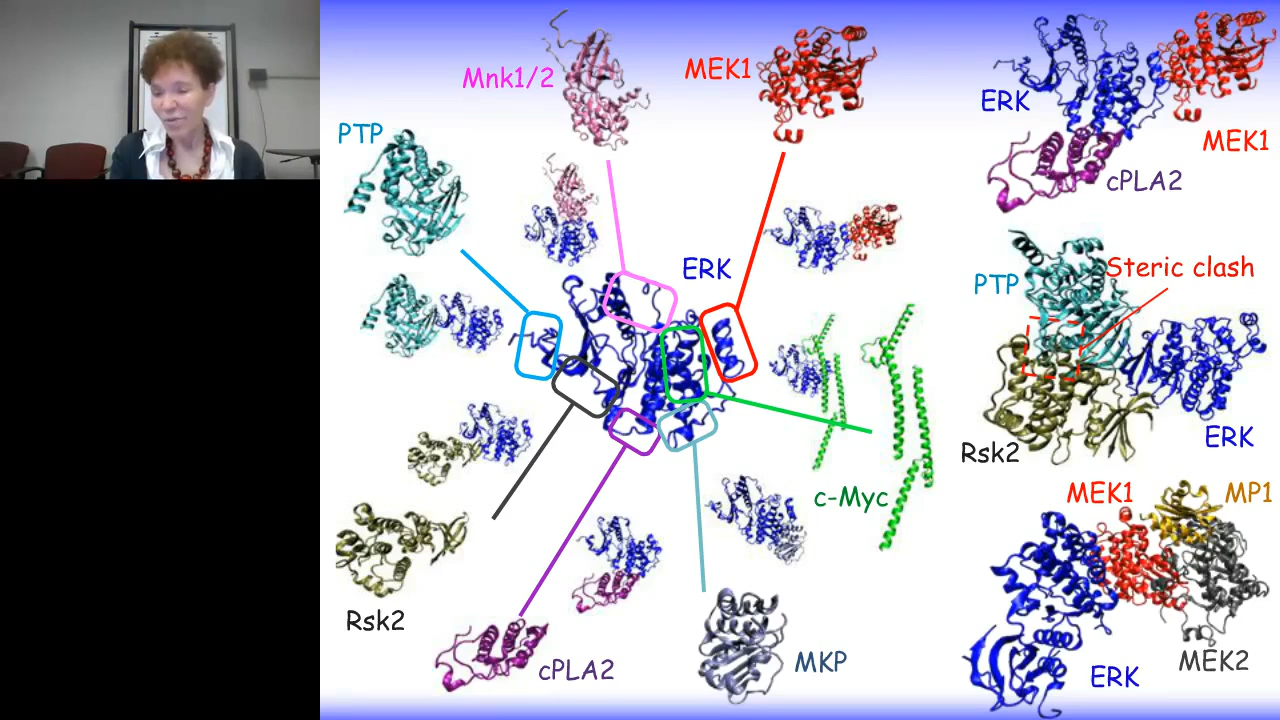 Mnk1/2
MEK1
PTP
ERK
c-Myc
Rsk2
cPLA2
MKP
ERK
MEK1
cPLA2
Steric clash
PTP
Rsk2
ERK
MEK1
MP1
MEK2
ERK